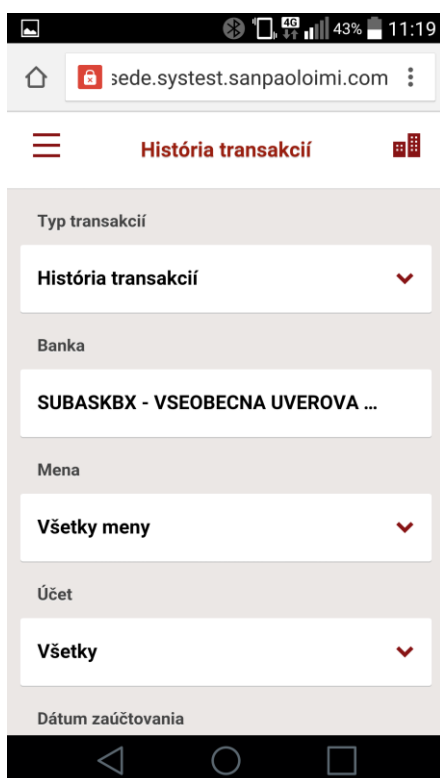 4G 43% 11:19
sede.systest.sanpaoloimi.com
História transakcií
Typ transakcií
História transakcií
Banka
SUBASKBX - VSEOBECNA UVEROVA ...
Mena
Všetky meny
Účet
Všetky
Dátum zaúčtovania